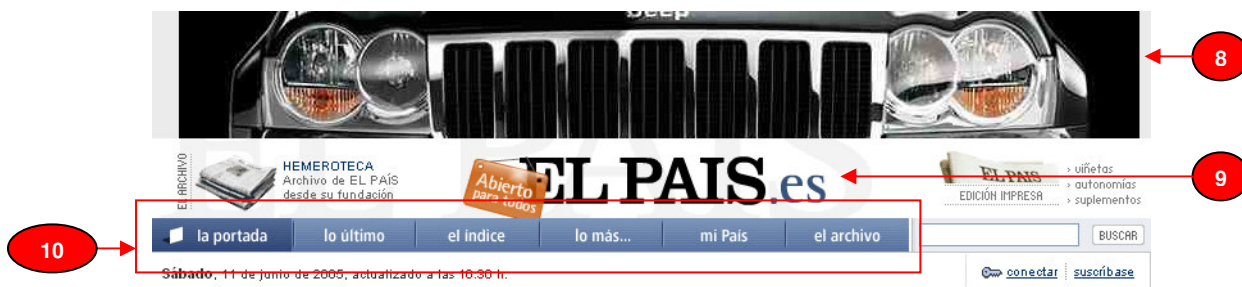 Jeep
8
EL ARCHIVO
HEMEROTECA
Archivo de EL PAÍS
desde su fundación
Abierto
para todos
EL PAIS.es
EL PAIS
EDICIÓN IMPRESA
› viñetas
› autonomías
› suplementos
9
10
la portada
lo último
el índice
lo más...
mi País
el archivo
BUSCAR
Sábado, 11 de junio de 2005, actualizado a las 16:30 h.
conectar
suscríbase